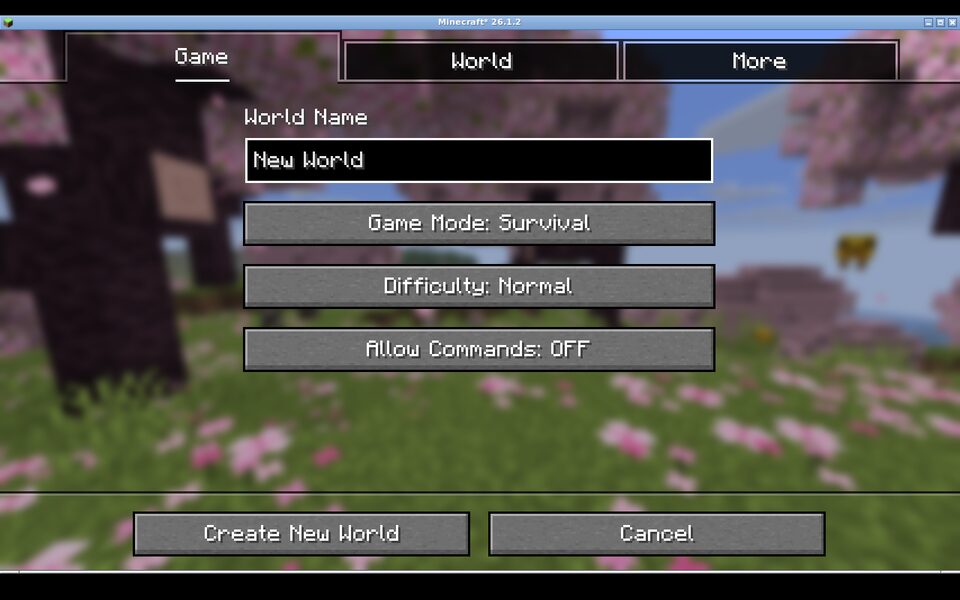 Minecraft* 26.1.2
Game
World
More
World Name
New World
Game Mode: Survival
Difficulty: Normal
Allow Commands: OFF
Create New World
Cancel